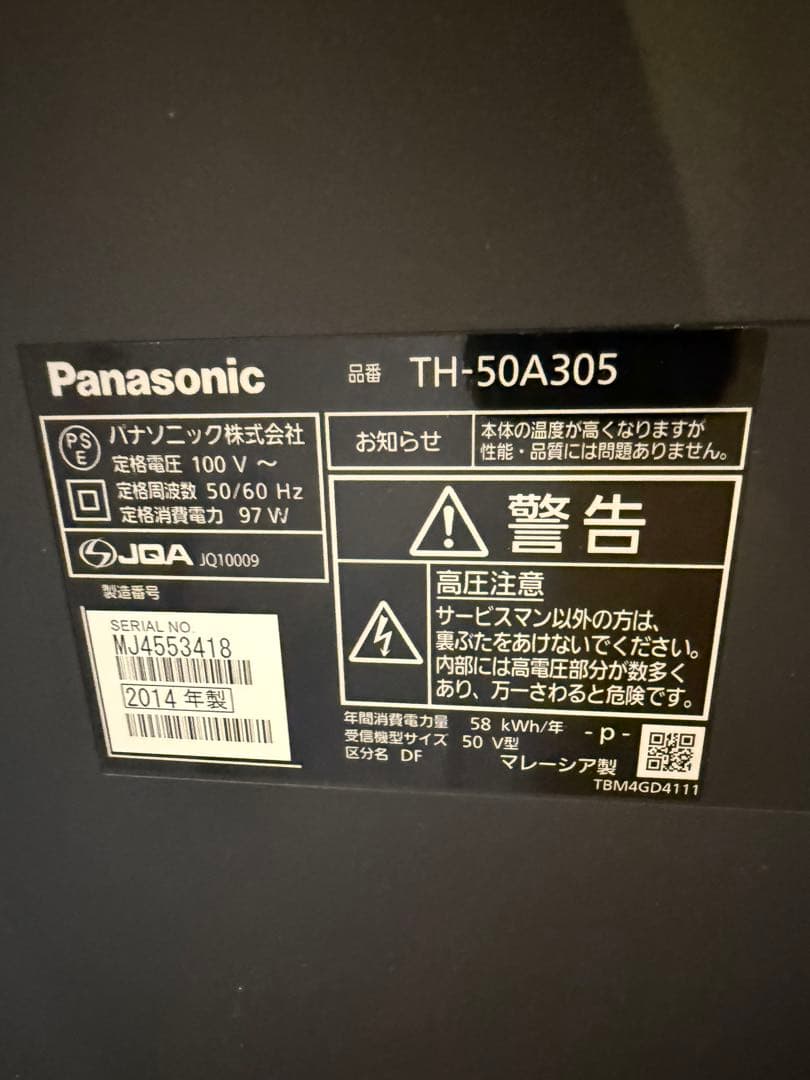 Panasonic 品番 TH-50A305
PSE パナソニック株式会社
定格電圧 100 V ～
定格周波数 50/60 Hz
定格消費電力 97 W
JQA JQ10009
製造番号
SERIAL NO.
MJ4553418
2014 年製
お知らせ
本体の温度が高くなりますが
性能・品質には問題ありません。
警告
高圧注意
サービスマン以外の方は、
裏ぶたをあけないでください。
内部には高電圧部分が数多く
あり、万一さわると危険です。
年間消費電力量 58 kWh/年 - p -
受信機型サイズ 50 V型
区分名 DF マレーシア製
TBM4GD4111